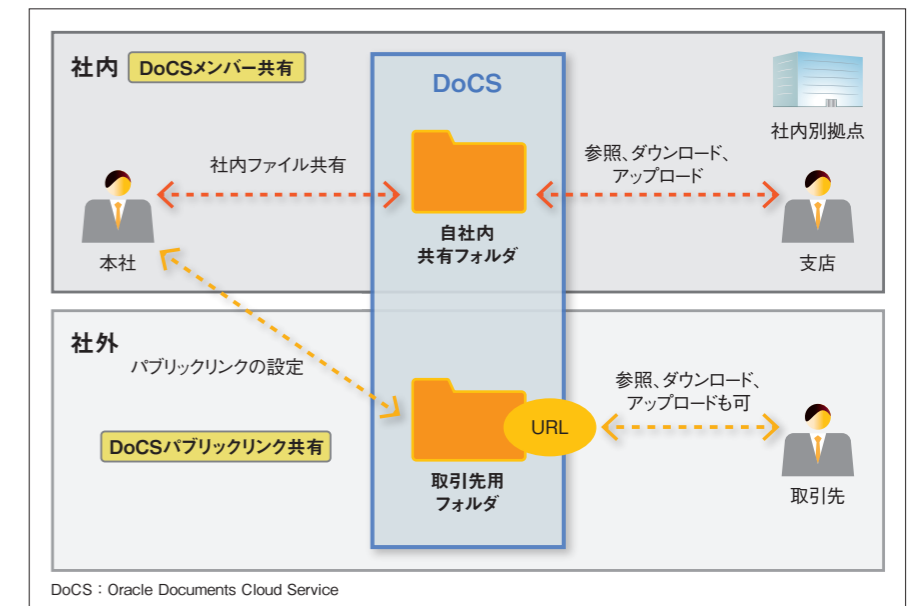 社内
DoCSメンバー共有
DoCS
社内別拠点
社内ファイル共有
参照、ダウンロード、
アップロード
本社
自社内
共有フォルダ
支店
社外
パブリックリンクの設定
DoCSパブリックリンク共有
参照、ダウンロード、
アップロードも可
URL
取引先用
フォルダ
取引先
DoCS：Oracle Documents Cloud Service